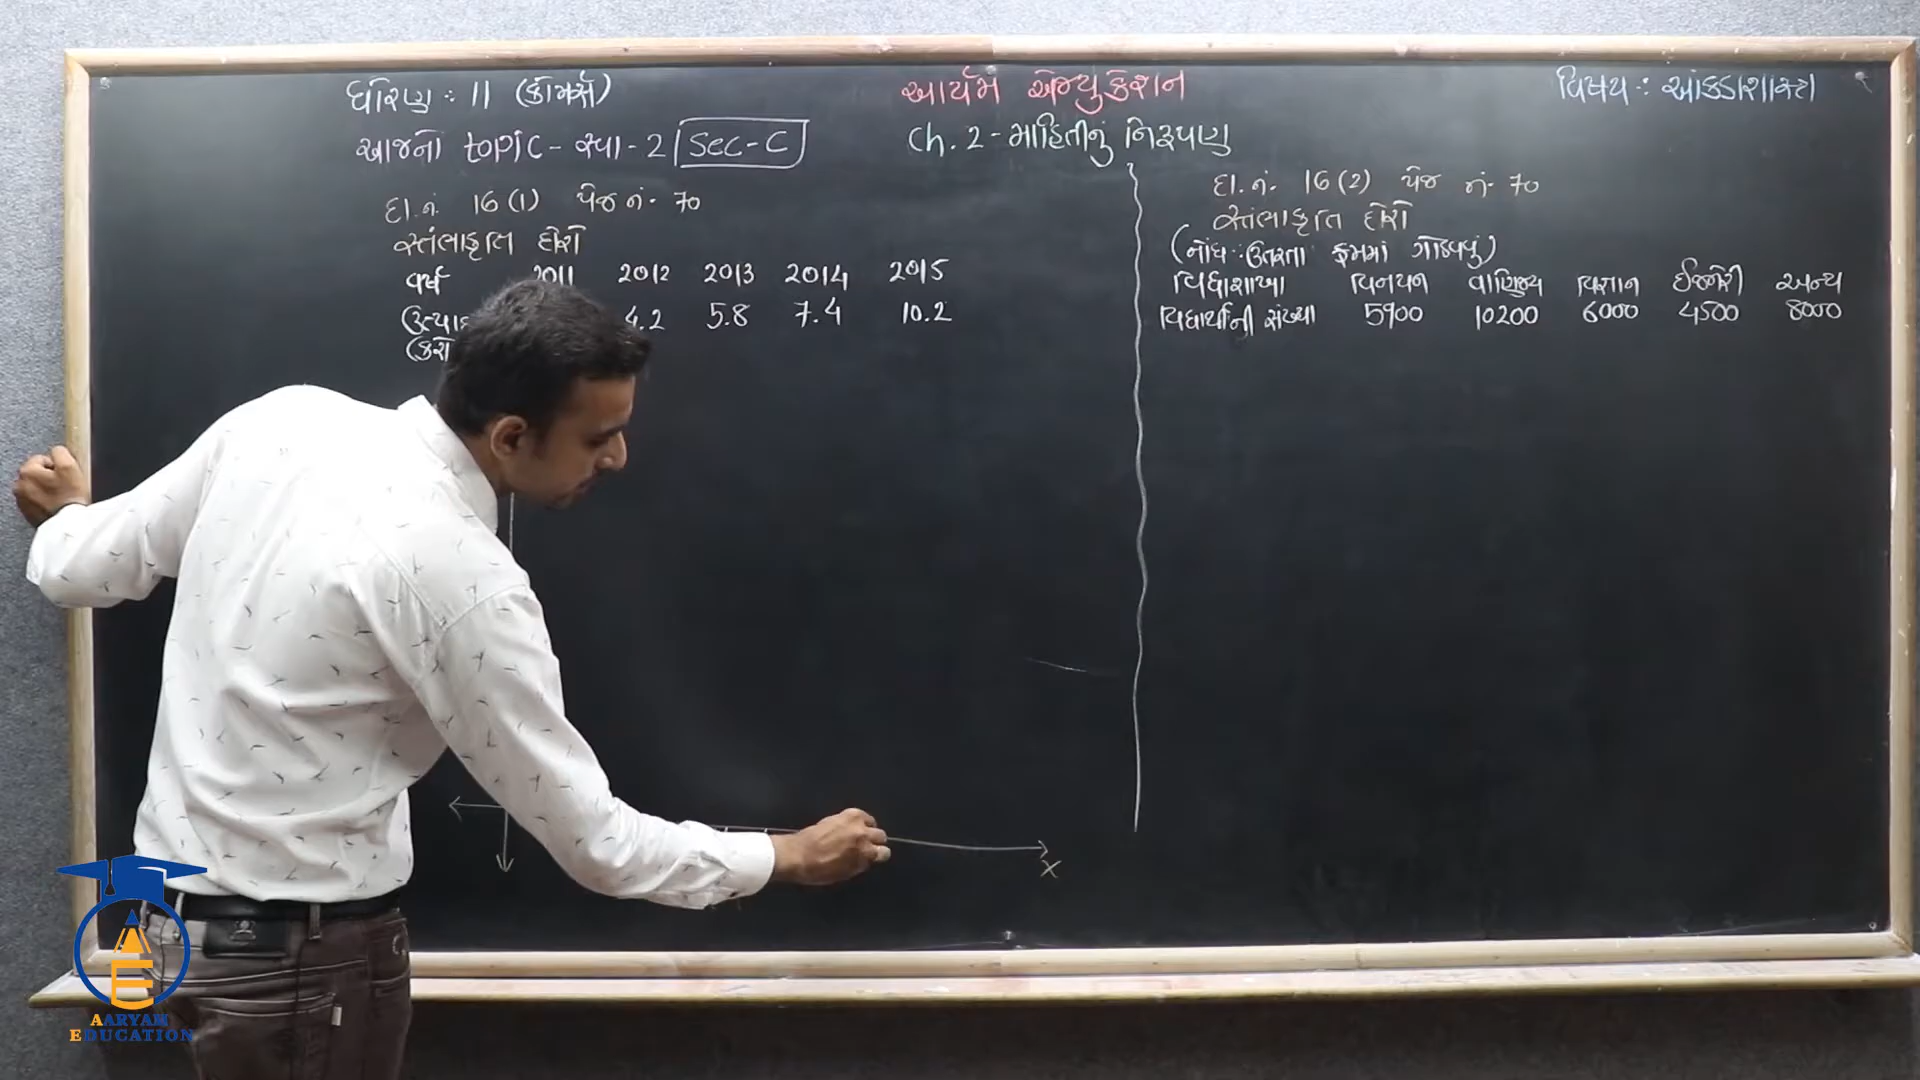 ધોરણ : 11 (કોમર્સ)
આર્યમ એજ્યુકેશન
વિષય : આંકડાશાસ્ત્ર
આજનો topic - સ્વા - 2 Sec-C
Ch. 2 - માહિતીનું નિરૂપણ
દા.નં. 16 (1) પેજ નં. 70
સ્તંભાકૃતિ દોરો
વર્ષ 2011 2012 2013 2014 2015
4.2 5.8 7.4 10.2
દા.નં. 16 (2) પેજ નં. 70
સ્તંભાકૃતિ દોરો
(નોંધ : ઉતરતા ક્રમમાં ગોઠવવું)
વિદ્યાશાખા વિનયન વાણિજ્ય વિજ્ઞાન ઈજનેરી અન્ય
વિદ્યાર્થીની સંખ્યા 5900 10200 6000 4500 8000
X
AARYAM
EDUCATION